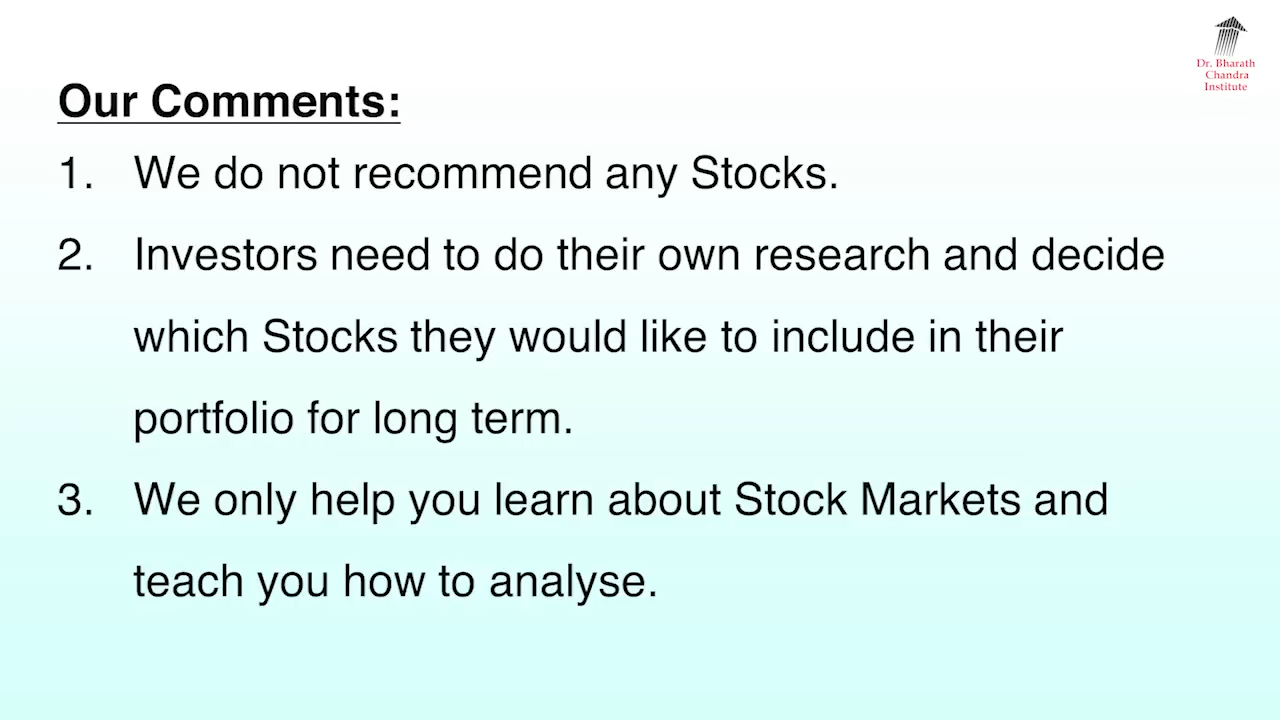 Dr. Bharath
Chandra
Institute
Our Comments:
1. We do not recommend any Stocks.
2. Investors need to do their own research and decide
which Stocks they would like to include in their
portfolio for long term.
3. We only help you learn about Stock Markets and
teach you how to analyse.